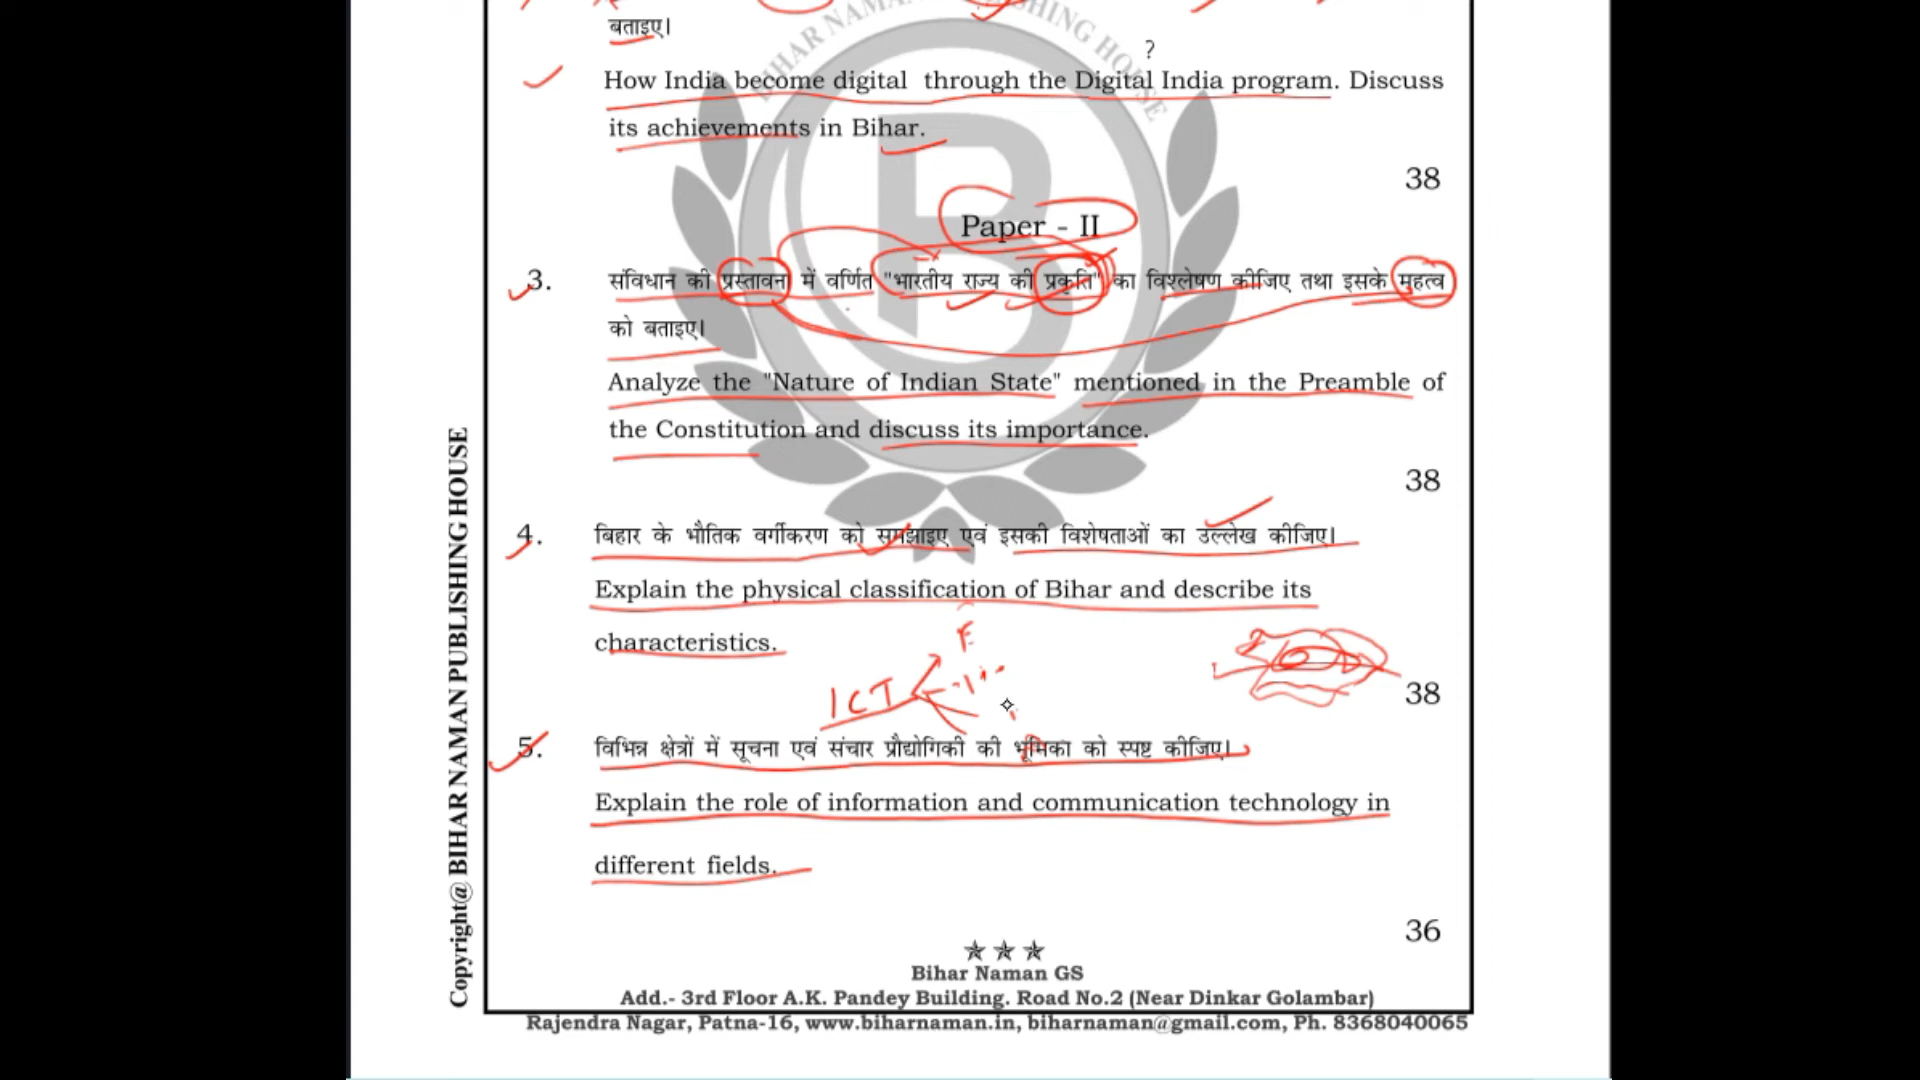 बताइए।
?
How India become digital through the Digital India program. Discuss
its achievements in Bihar.
38
Paper - II
3. संविधान की प्रस्तावना में वर्णित "भारतीय राज्य की प्रकृति" का विश्लेषण कीजिए तथा इसके महत्व
को बताइए।
Analyze the "Nature of Indian State" mentioned in the Preamble of
the Constitution and discuss its importance.
38
4. बिहार के भौतिक वर्गीकरण को समझाइए एवं इसकी विशेषताओं का उल्लेख कीजिए।
Explain the physical classification of Bihar and describe its
characteristics.
ICT
E
38
5. विभिन्न क्षेत्रों में सूचना एवं संचार प्रौद्योगिकी की भूमिका को स्पष्ट कीजिए।
Explain the role of information and communication technology in
different fields.
36
Bihar Naman GS
Add.- 3rd Floor A.K. Pandey Building. Road No.2 (Near Dinkar Golambar)
Rajendra Nagar, Patna-16, www.biharnaman.in, biharnaman@gmail.com, Ph. 8368040065
Copyright@ BIHAR NAMAN PUBLISHING HOUSE